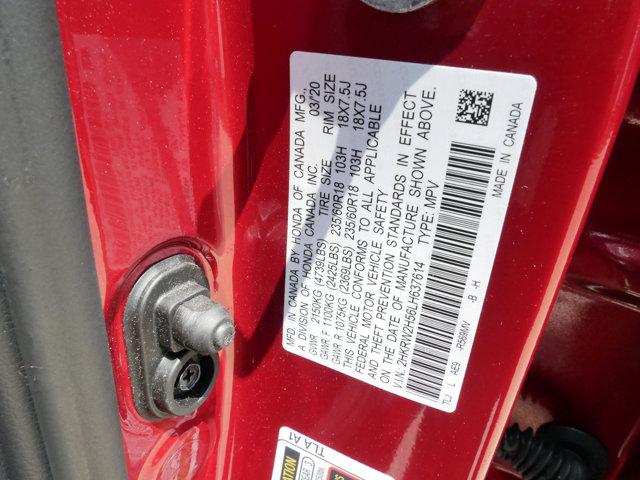 MFD. IN CANADA BY HONDA OF CANADA MFG.,
A DIVISION OF HONDA CANADA INC. 03/20
GVWR 2150KG (4739LBS) TIRE SIZE RIM SIZE
GAWR F 1100KG (2425LBS) 235/60R18 103H 18X7.5J
GAWR R 1075KG (2369LBS) 235/60R18 103H 18X7.5J
THIS VEHICLE CONFORMS TO ALL APPLICABLE
FEDERAL MOTOR VEHICLE SAFETY
AND THEFT PREVENTION STANDARDS IN EFFECT
ON THE DATE OF MANUFACTURE SHOWN ABOVE.
V.I.N. 2HKRW2H56LH637614 TYPE: MPV
TLJ L AE9 -R569MV -B -H
MADE IN CANADA
TLA A1